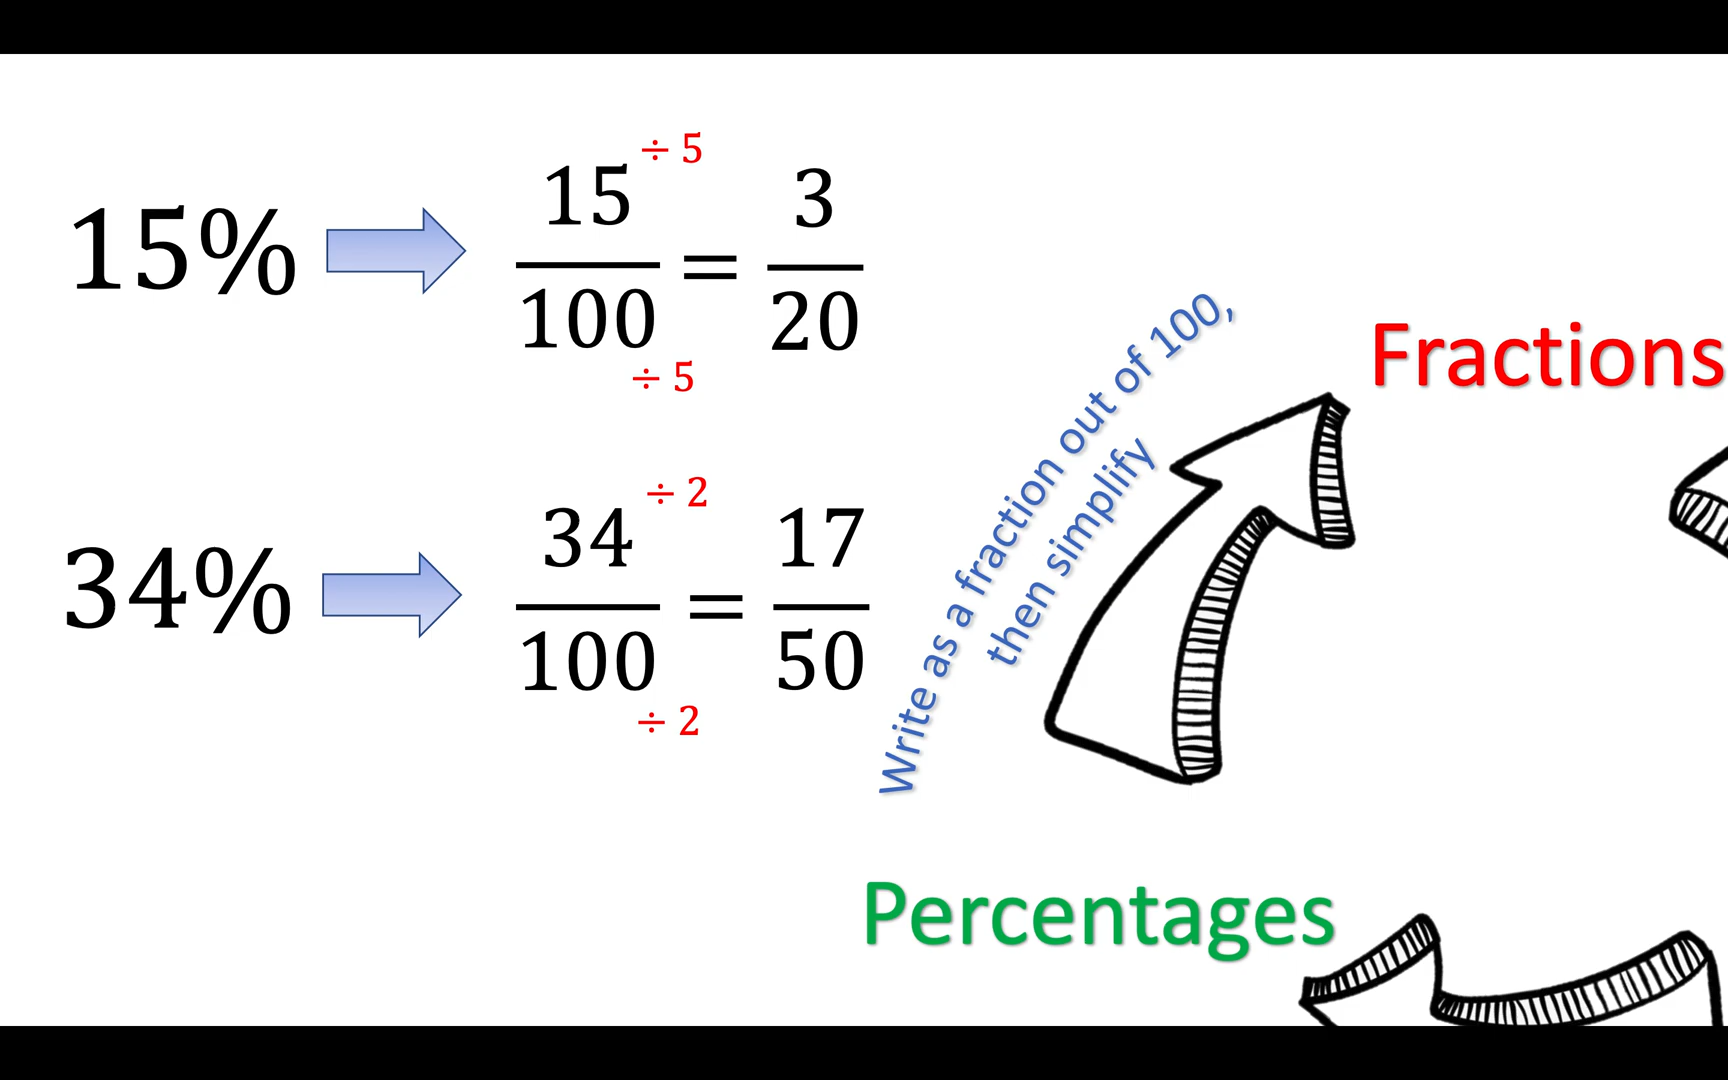 15%
15 ÷ 5
100 ÷ 5
=
3
20
34%
34 ÷ 2
100 ÷ 2
=
17
50
Write as a fraction out of 100,
then simplify
Fractions
Percentages